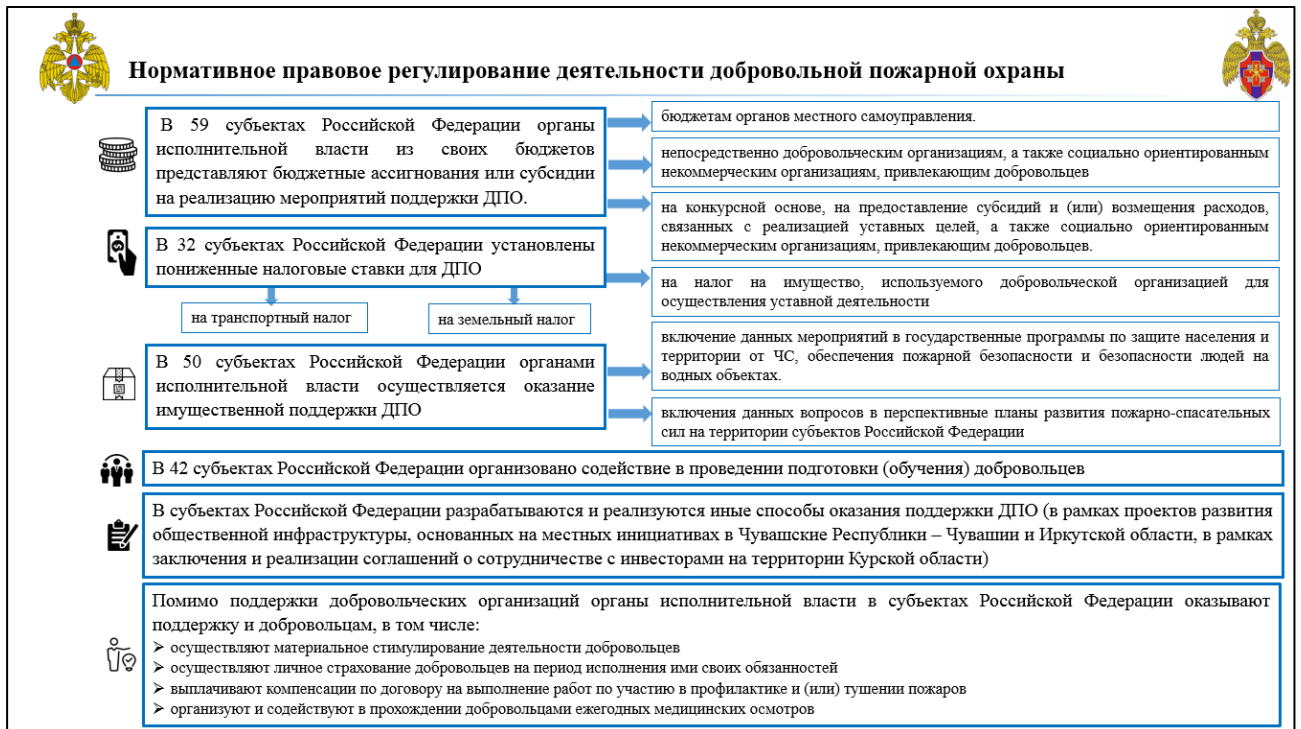 Нормативное правовое регулирование деятельности добровольной пожарной охраны
В 59 субъектах Российской Федерации органы
исполнительной власти из своих бюджетов
представляют бюджетные ассигнования или субсидии
на реализацию мероприятий поддержки ДПО.
бюджетам органов местного самоуправления.
непосредственно добровольческим организациям, а также социально ориентированным
некоммерческим организациям, привлекающим добровольцев
на конкурсной основе, на предоставление субсидий и (или) возмещения расходов,
связанных с реализацией уставных целей, а также социально ориентированным
некоммерческим организациям, привлекающим добровольцев.
В 32 субъектах Российской Федерации установлены
пониженные налоговые ставки для ДПО
на налог на имущество, используемого добровольческой организацией для
осуществления уставной деятельности
на транспортный налог
на земельный налог
В 50 субъектах Российской Федерации органами
исполнительной власти осуществляется оказание
имущественной поддержки ДПО
включение данных мероприятий в государственные программы по защите населения и
территории от ЧС, обеспечения пожарной безопасности и безопасности людей на
водных объектах.
включения данных вопросов в перспективные планы развития пожарно-спасательных
сил на территории субъектов Российской Федерации
В 42 субъектах Российской Федерации организовано содействие в проведении подготовки (обучения) добровольцев
В субъектах Российской Федерации разрабатываются и реализуются иные способы оказания поддержки ДПО (в рамках проектов развития
общественной инфраструктуры, основанных на местных инициативах в Чувашские Республики – Чувашии и Иркутской области, в рамках
заключения и реализации соглашений о сотрудничестве с инвесторами на территории Курской области)
Помимо поддержки добровольческих организаций органы исполнительной власти в субъектах Российской Федерации оказывают
поддержку и добровольцам, в том числе:
➢ осуществляют материальное стимулирование деятельности добровольцев
➢ осуществляют личное страхование добровольцев на период исполнения ими своих обязанностей
➢ выплачивают компенсации по договору на выполнение работ по участию в профилактике и (или) тушении пожаров
➢ организуют и содействуют в прохождении добровольцами ежегодных медицинских осмотров